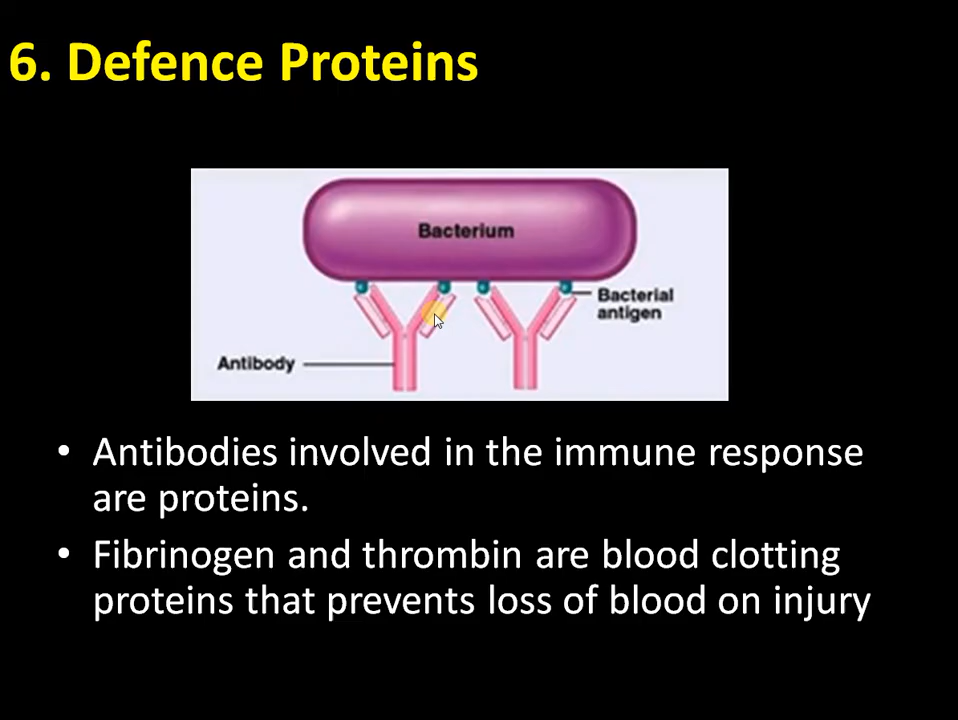 6. Defence Proteins
Bacterium
Bacterial
antigen
Antibody
• Antibodies involved in the immune response
are proteins.
• Fibrinogen and thrombin are blood clotting
proteins that prevents loss of blood on injury